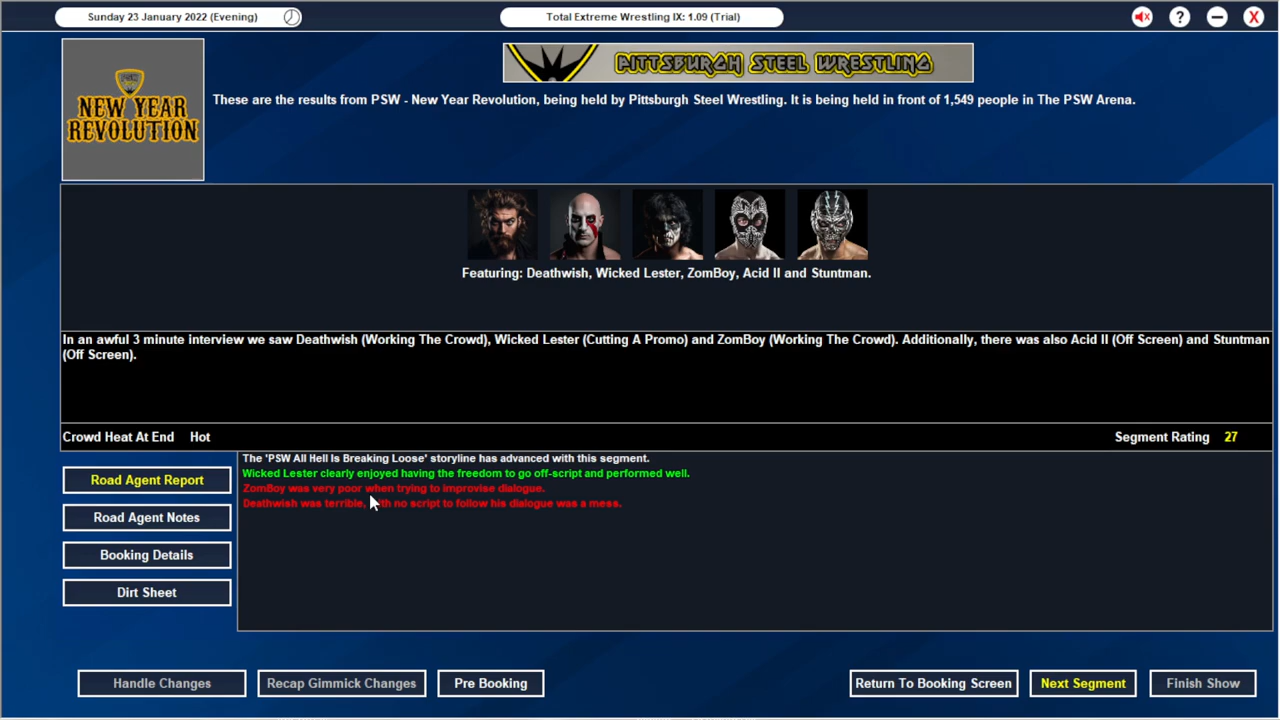 Sunday 23 January 2022 (Evening)
Total Extreme Wrestling IX: 1.09 (Trial)
?
X
PSW
NEW YEAR
REVOLUTION
PITTSBURGH STEEL WRESTLING
These are the results from PSW - New Year Revolution, being held by Pittsburgh Steel Wrestling. It is being held in front of 1,549 people in The PSW Arena.
Featuring: Deathwish, Wicked Lester, ZomBoy, Acid II and Stuntman.
In an awful 3 minute interview we saw Deathwish (Working The Crowd), Wicked Lester (Cutting A Promo) and ZomBoy (Working The Crowd). Additionally, there was also Acid II (Off Screen) and Stuntman
(Off Screen).
Crowd Heat At End Hot
Segment Rating 27
Road Agent Report
Road Agent Notes
Booking Details
Dirt Sheet
The 'PSW All Hell Is Breaking Loose' storyline has advanced with this segment.
Wicked Lester clearly enjoyed having the freedom to go off-script and performed well.
ZomBoy was very poor when trying to improvise dialogue.
Deathwish was terrible, with no script to follow his dialogue was a mess.
Handle Changes
Recap Gimmick Changes
Pre Booking
Return To Booking Screen
Next Segment
Finish Show